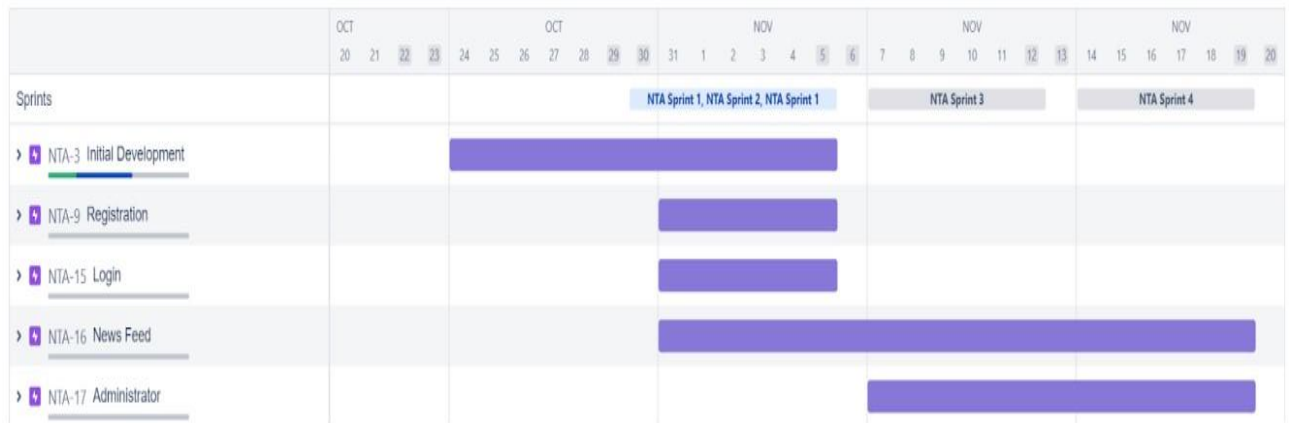 OCT OCT NOV NOV NOV
20 21 22 23 24 25 26 27 28 29 30 31 1 2 3 4 5 6 7 8 9 10 11 12 13 14 15 16 17 18 19 20
Sprints NTA Sprint 1, NTA Sprint 2, NTA Sprint 1 NTA Sprint 3 NTA Sprint 4
NTA-3 Initial Development
NTA-9 Registration
NTA-15 Login
NTA-16 News Feed
NTA-17 Administrator